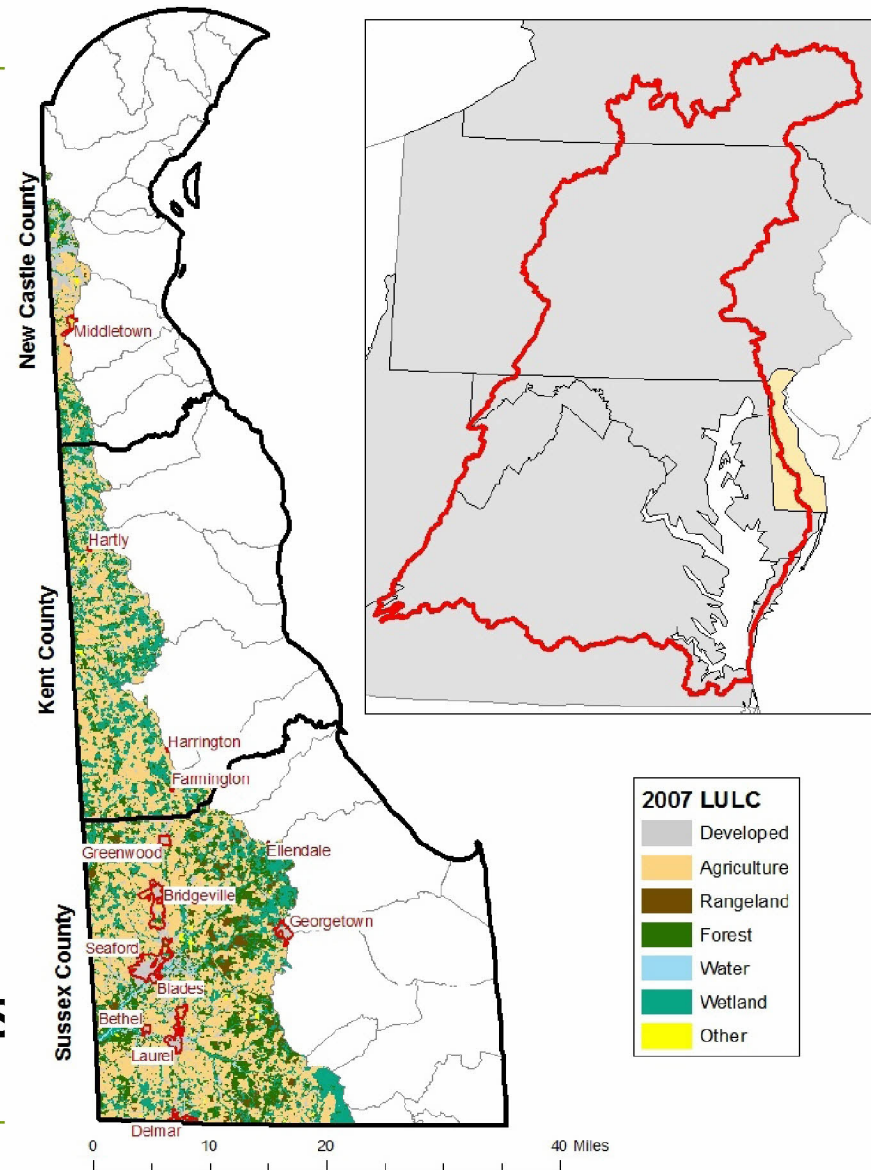 New Castle County
Middletown
Hartly
Kent County
Harrington
Farmington
Greenwood
Ellendale
Bridgeville
Georgetown
Seaford
Blades
Sussex County
Bethel
Laurel
Delmar
0 10 20 40 Miles
2007 LULC
Developed
Agriculture
Rangeland
Forest
Water
Wetland
Other